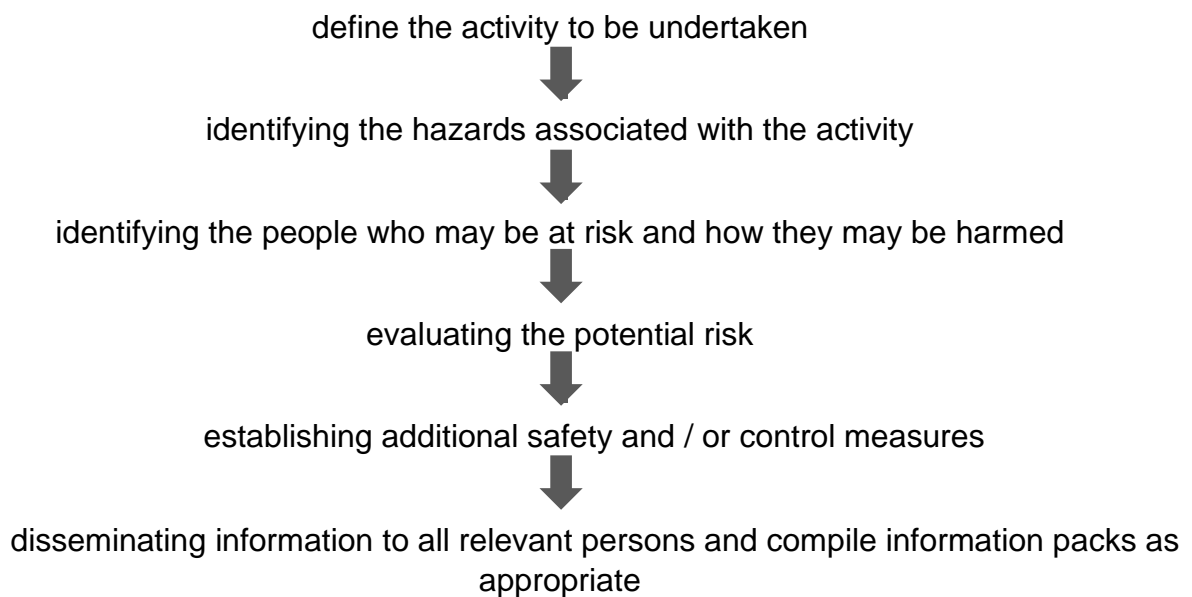 define the activity to be undertaken
identifying the hazards associated with the activity
identifying the people who may be at risk and how they may be harmed
evaluating the potential risk
establishing additional safety and / or control measures
disseminating information to all relevant persons and compile information packs as
appropriate